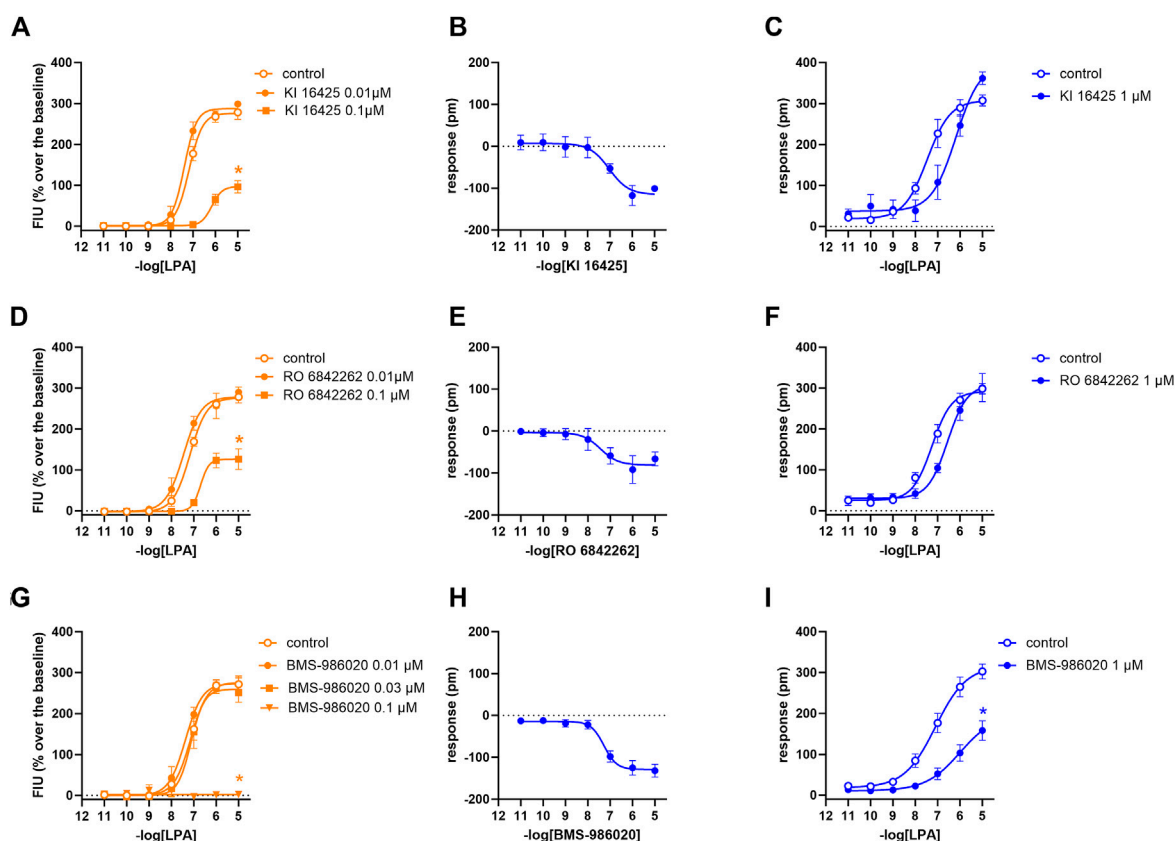 A
400
300
200
100
0
FIU (% over the baseline)
12 11 10 9 8 7 6 5
-log[LPA]
control
KI 16425 0.01µM
KI 16425 0.1µM
*
B
200
100
0
-100
-200
response (pm)
11 10 9 8 7 6 5
-log[KI 16425]
C
400
300
200
100
0
response (pm)
12 11 10 9 8 7 6 5
-log[LPA]
control
KI 16425 1 µM
D
400
300
200
100
0
FIU (% over the baseline)
12 11 10 9 8 7 6 5
-log[LPA]
control
RO 6842262 0.01µM
RO 6842262 0.1 µM
*
E
200
100
0
-100
-200
response (pm)
12 11 10 9 8 7 6 5
-log[RO 6842262]
F
400
300
200
100
0
response (pm)
12 11 10 9 8 7 6 5
-log[LPA]
control
RO 6842262 1 µM
G
400
300
200
100
0
FIU (% over the baseline)
12 11 10 9 8 7 6 5
-log[LPA]
control
BMS-986020 0.01 µM
BMS-986020 0.03 µM
BMS-986020 0.1 µM
*
H
200
100
0
-100
-200
response (pm)
12 11 10 9 8 7 6 5
-log[BMS-986020]
I
400
300
200
100
0
response (pm)
12 11 10 9 8 7 6 5
-log[LPA]
control
BMS-986020 1 µM
*